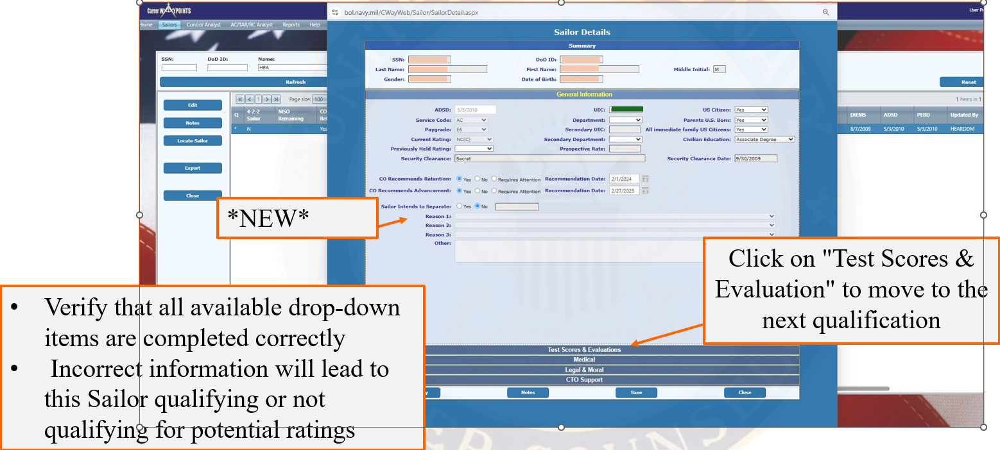 Career WAYPOINTS
bol.navy.mil/CWayWeb/Sailor/SailorDetail.aspx
User Pr
Home Sailors Control Analyst AC/TAR/RC Analyst Reports Help
Sailor Details
Summary
SSN: DoD ID: Name:
HEA
Refresh
Reset
SSN: DoD ID:
Last Name: First Name: Middle Initial: M
Gender: Date of Birth:
General Information
Edit
Notes
Locate Sailor
Export
Close
1 Page size: 100
1 items in 1
Q 4-2-2 Sailor MSO Remaining CO Ret
DIEMS ADSD PEBD Updated By
* N Yes
8/7/2009 5/3/2010 5/3/2010 HEARDDM
ADSD: 5/3/2010 UIC: US Citizen: Yes
Service Code: AC Department: Parents U.S. Born: Yes
Paygrade: E6 Secondary UIC: All immediate family US Citizens: Yes
Current Rating: NC(C) Secondary Department: Civilian Education: Associate Degree
Previously Held Rating: Prospective Rate:
Security Clearance: Secret Security Clearance Date: 9/30/2009
CO Recommends Retention: Yes No Requires Attention Recommendation Date: 2/1/2024
CO Recommends Advancement: Yes No Requires Attention Recommendation Date: 2/27/2025
Sailor Intends to Separate: Yes No
Reason 1:
Reason 2:
Reason 3:
Other:
*NEW*
Click on "Test Scores &
Evaluation" to move to the
next qualification
• Verify that all available drop-down
items are completed correctly
• Incorrect information will lead to
this Sailor qualifying or not
qualifying for potential ratings
Test Scores & Evaluations
Medical
Legal & Moral
CTO Support
Notes Save Close